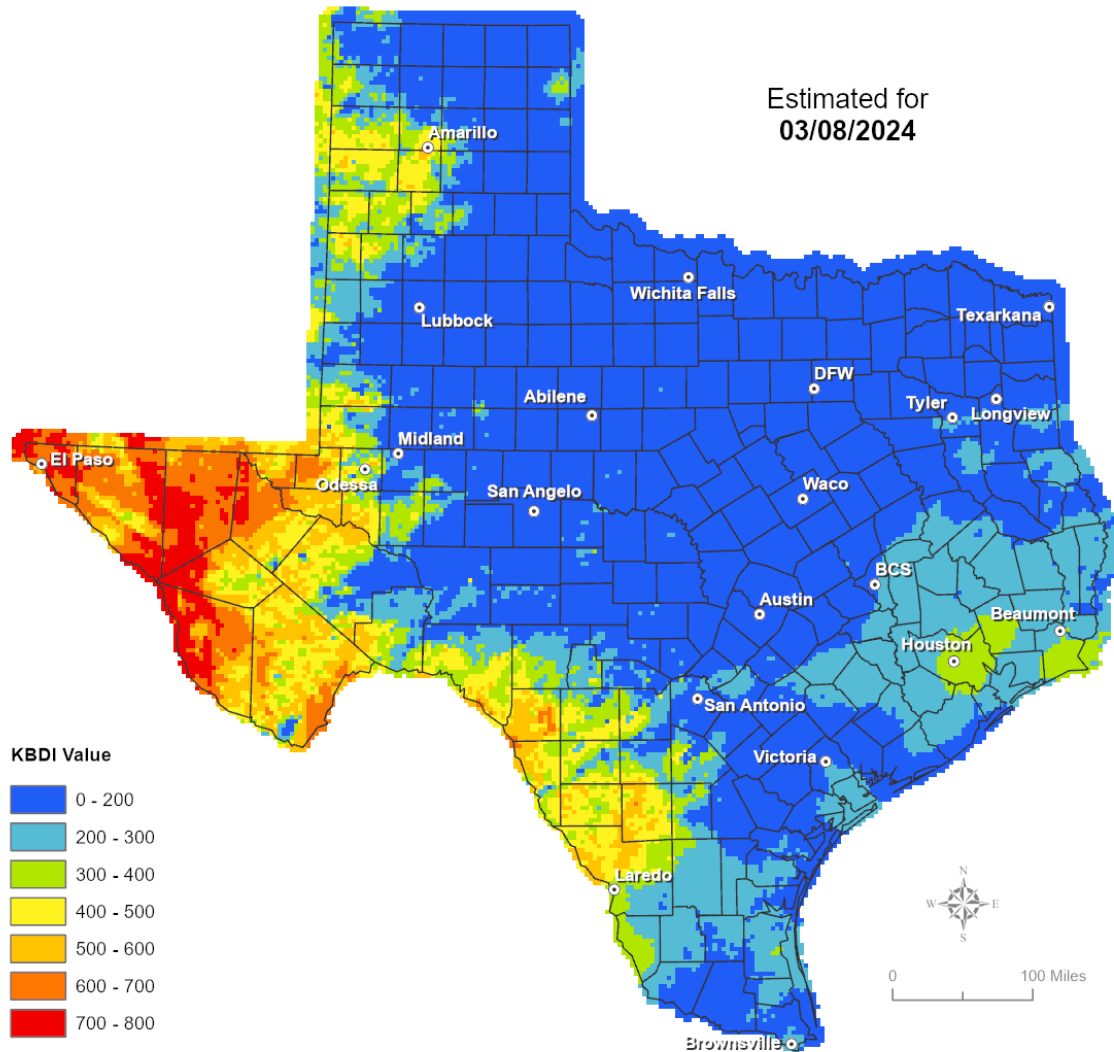 Estimated for
03/08/2024
Amarillo
Wichita Falls
Lubbock
Texarkana
DFW
Abilene
Tyler
Longview
Midland
El Paso
Odessa
San Angelo
Waco
BCS
Austin
Beaumont
Houston
San Antonio
Victoria
KBDI Value
0 - 200
200 - 300
300 - 400
400 - 500
500 - 600
600 - 700
700 - 800
Laredo
N
W E
S
0 100 Miles
Brownsville